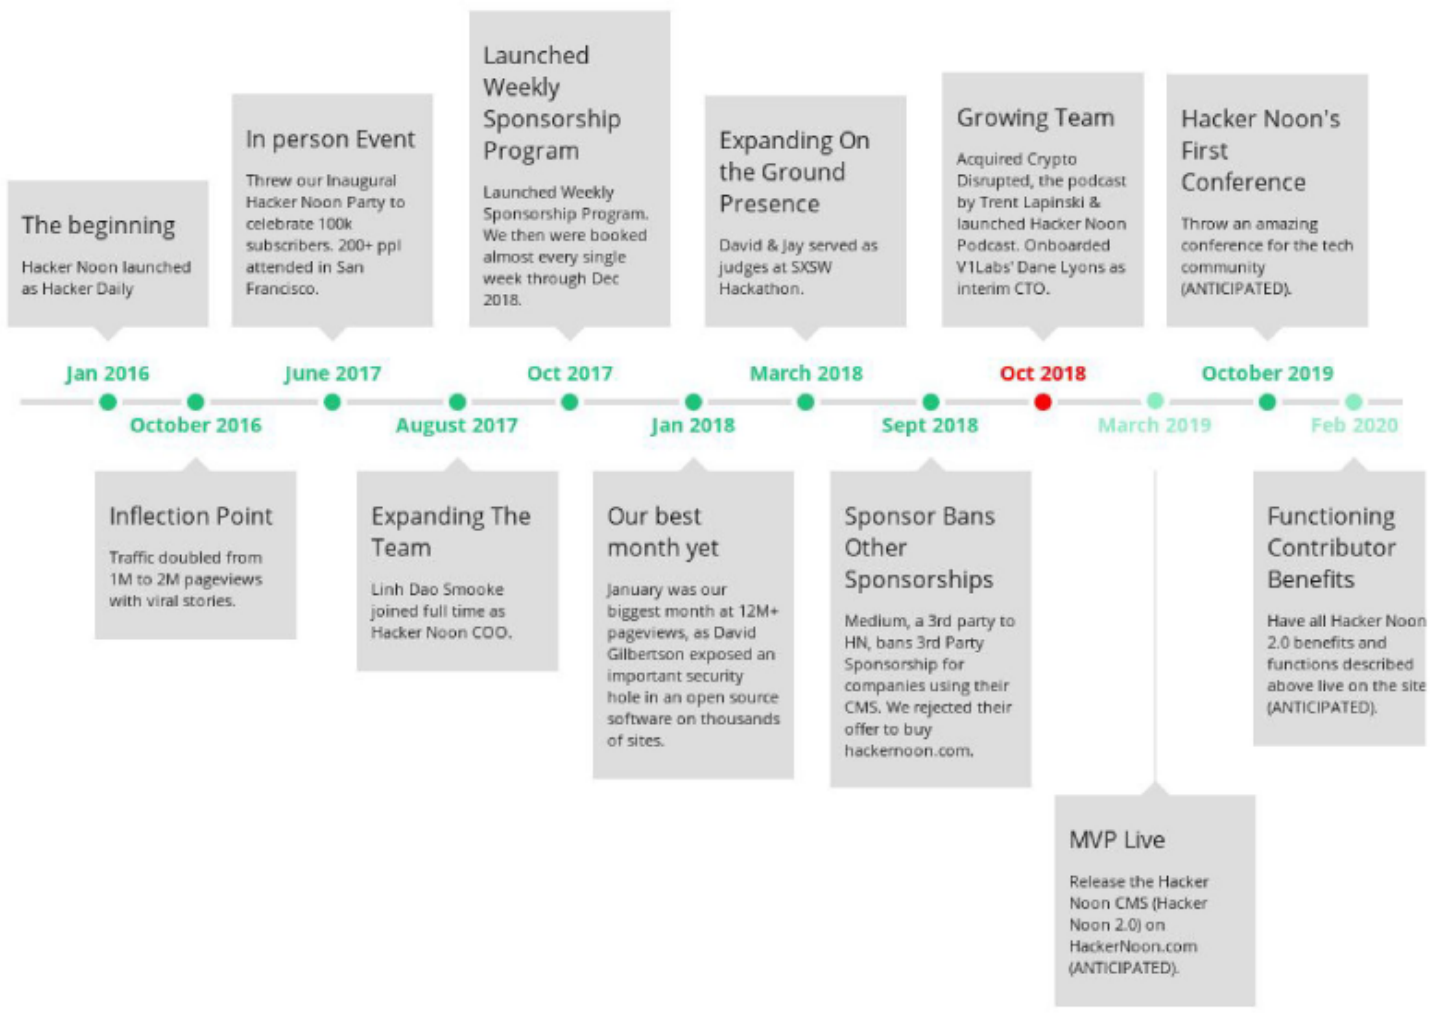 The beginning
Hacker Noon launched
as Hacker Daily
In person Event
Threw our Inaugural
Hacker Noon Party to
celebrate 100k
subscribers. 200+ ppl
attended in San
Francisco.
Launched
Weekly
Sponsorship
Program
Launched Weekly
Sponsorship Program.
We then were booked
almost every single
week through Dec
2018.
Expanding On
the Ground
Presence
David & Jay served as
judges at SXSW
Hackathon.
Growing Team
Acquired Crypto
Disrupted, the podcast
by Trent Lapinski &
launched Hacker Noon
Podcast. Onboarded
V1Labs' Dane Lyons as
interim CTO.
Hacker Noon's
First
Conference
Throw an amazing
conference for the tech
community
(ANTICIPATED).
Jan 2016
June 2017
Oct 2017
March 2018
Oct 2018
October 2019
October 2016
August 2017
Jan 2018
Sept 2018
March 2019
Feb 2020
Inflection Point
Traffic doubled from
1M to 2M pageviews
with viral stories.
Expanding The
Team
Linh Dao Smooke
joined full time as
Hacker Noon COO.
Our best
month yet
January was our
biggest month at 12M+
pageviews, as David
Gilbertson exposed an
important security
hole in an open source
software on thousands
of sites.
Sponsor Bans
Other
Sponsorships
Medium, a 3rd party to
HN, bans 3rd Party
Sponsorship for
companies using their
CMS. We rejected their
offer to buy
hackernoon.com.
MVP Live
Release the Hacker
Noon CMS (Hacker
Noon 2.0) on
HackerNoon.com
(ANTICIPATED).
Functioning
Contributor
Benefits
Have all Hacker Noon
2.0 benefits and
functions described
above live on the site
(ANTICIPATED).